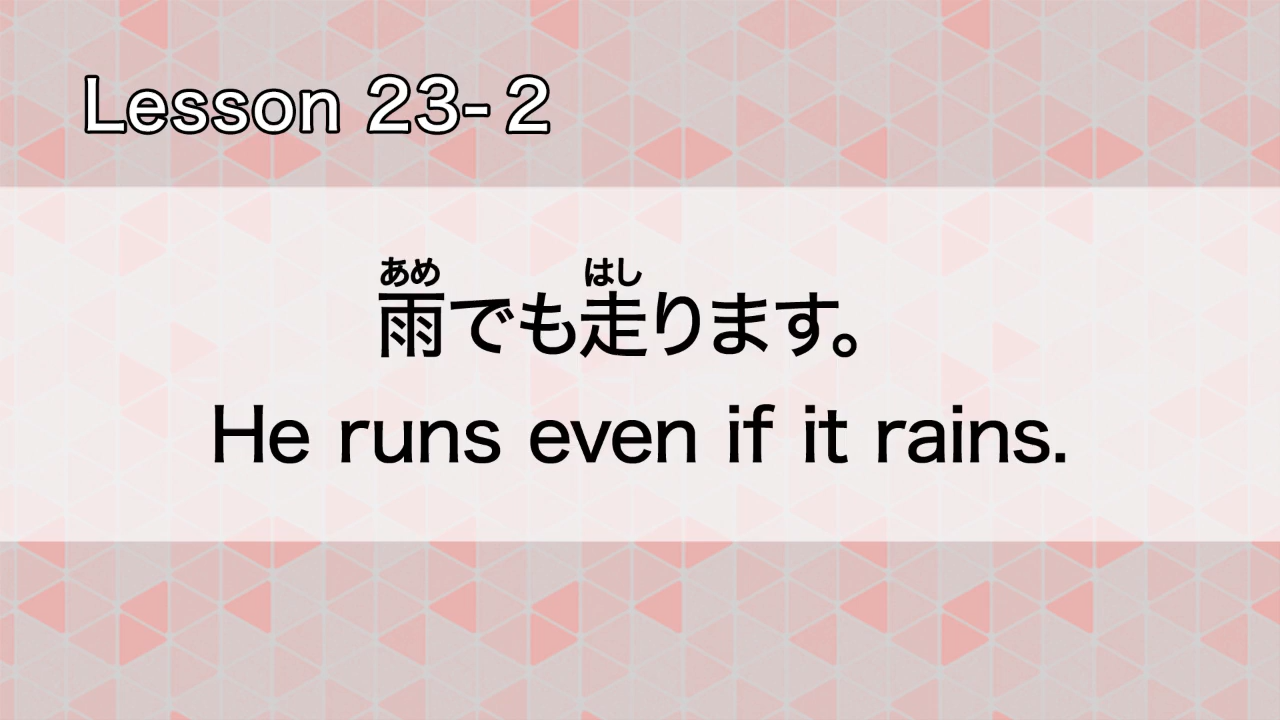 Lesson 23-2
あめ はし
雨でも走ります。
He runs even if it rains.